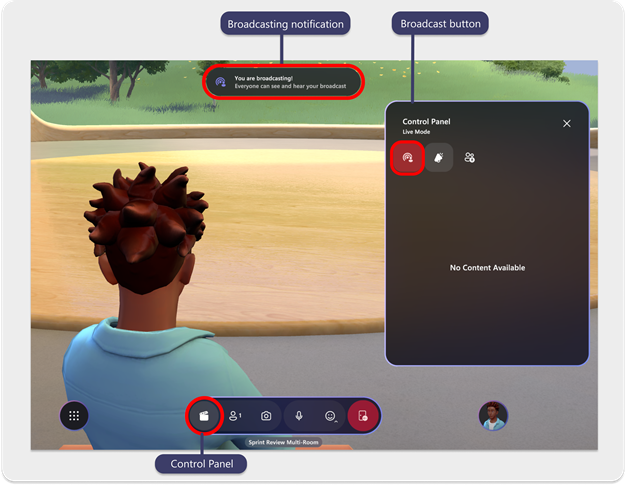 Broadcasting notification
Broadcast button
You are broadcasting!
Everyone can see and hear your broadcast
Control Panel
Live Mode
No Content Available
1
Sprint Review Multi-Room
Control Panel